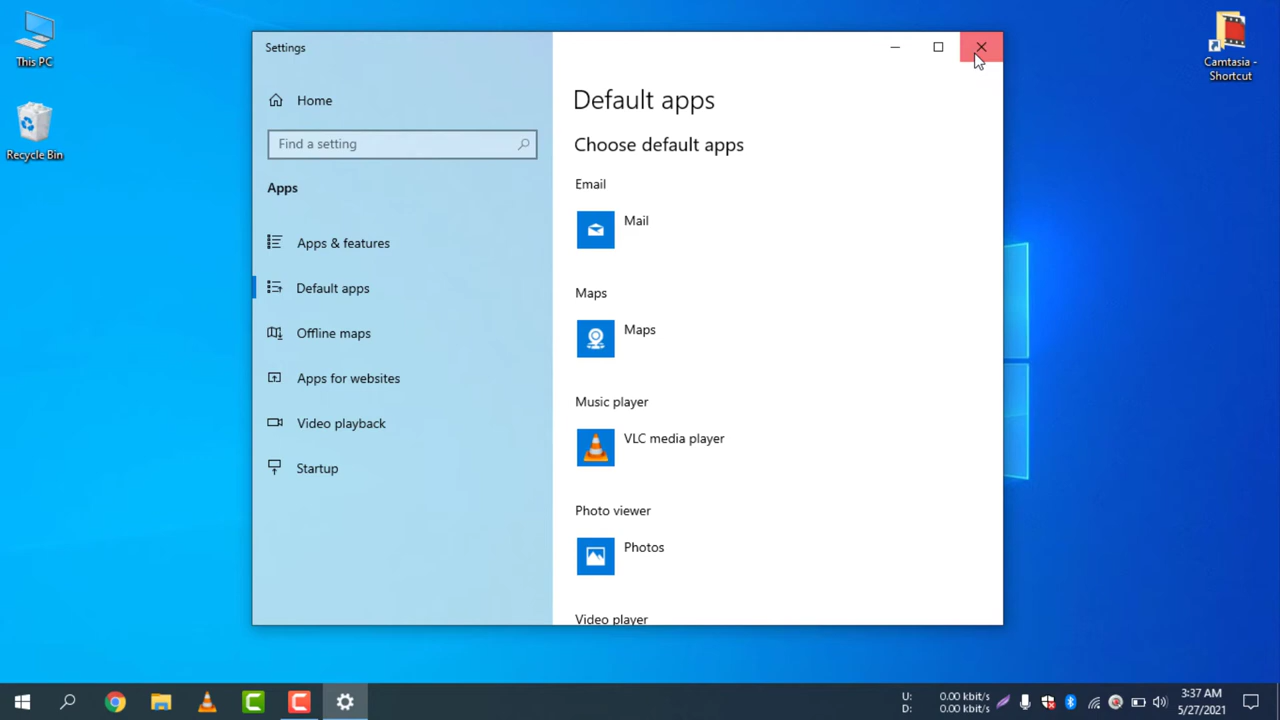 This PC
Recycle Bin
Camtasia -
Shortcut
Settings
Home
Find a setting
Apps
Apps & features
Default apps
Offline maps
Apps for websites
Video playback
Startup
Default apps
Choose default apps
Email
Mail
Maps
Maps
Music player
VLC media player
Photo viewer
Photos
Video player
U: 0.00 kbit/s
D: 0.00 kbit/s
3:37 AM
5/27/2021